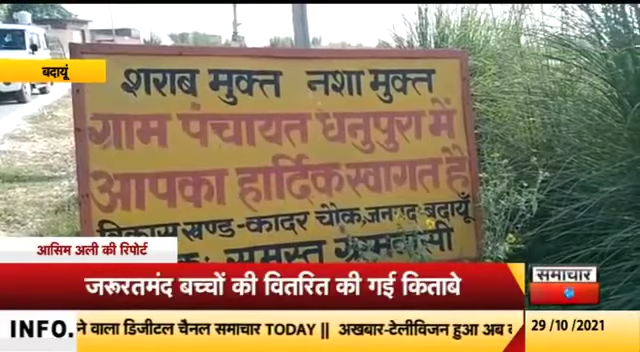 बदायूं
शराब मुक्त नशा मुक्त
ग्राम पंचायत धनुपुरा में
आपका हार्दिक स्वागत है
विकास खण्ड-कादर चौक, जनपद-बदायूँ
समस्त ग्रामवासी
आसिम अली की रिपोर्ट
जरूरतमंद बच्चों की वितरित की गई किताबे
समाचार
INFO. ने वाला डिजीटल चैनल समाचार TODAY || अखबार-टेलीविजन हुआ अब
29/10/2021